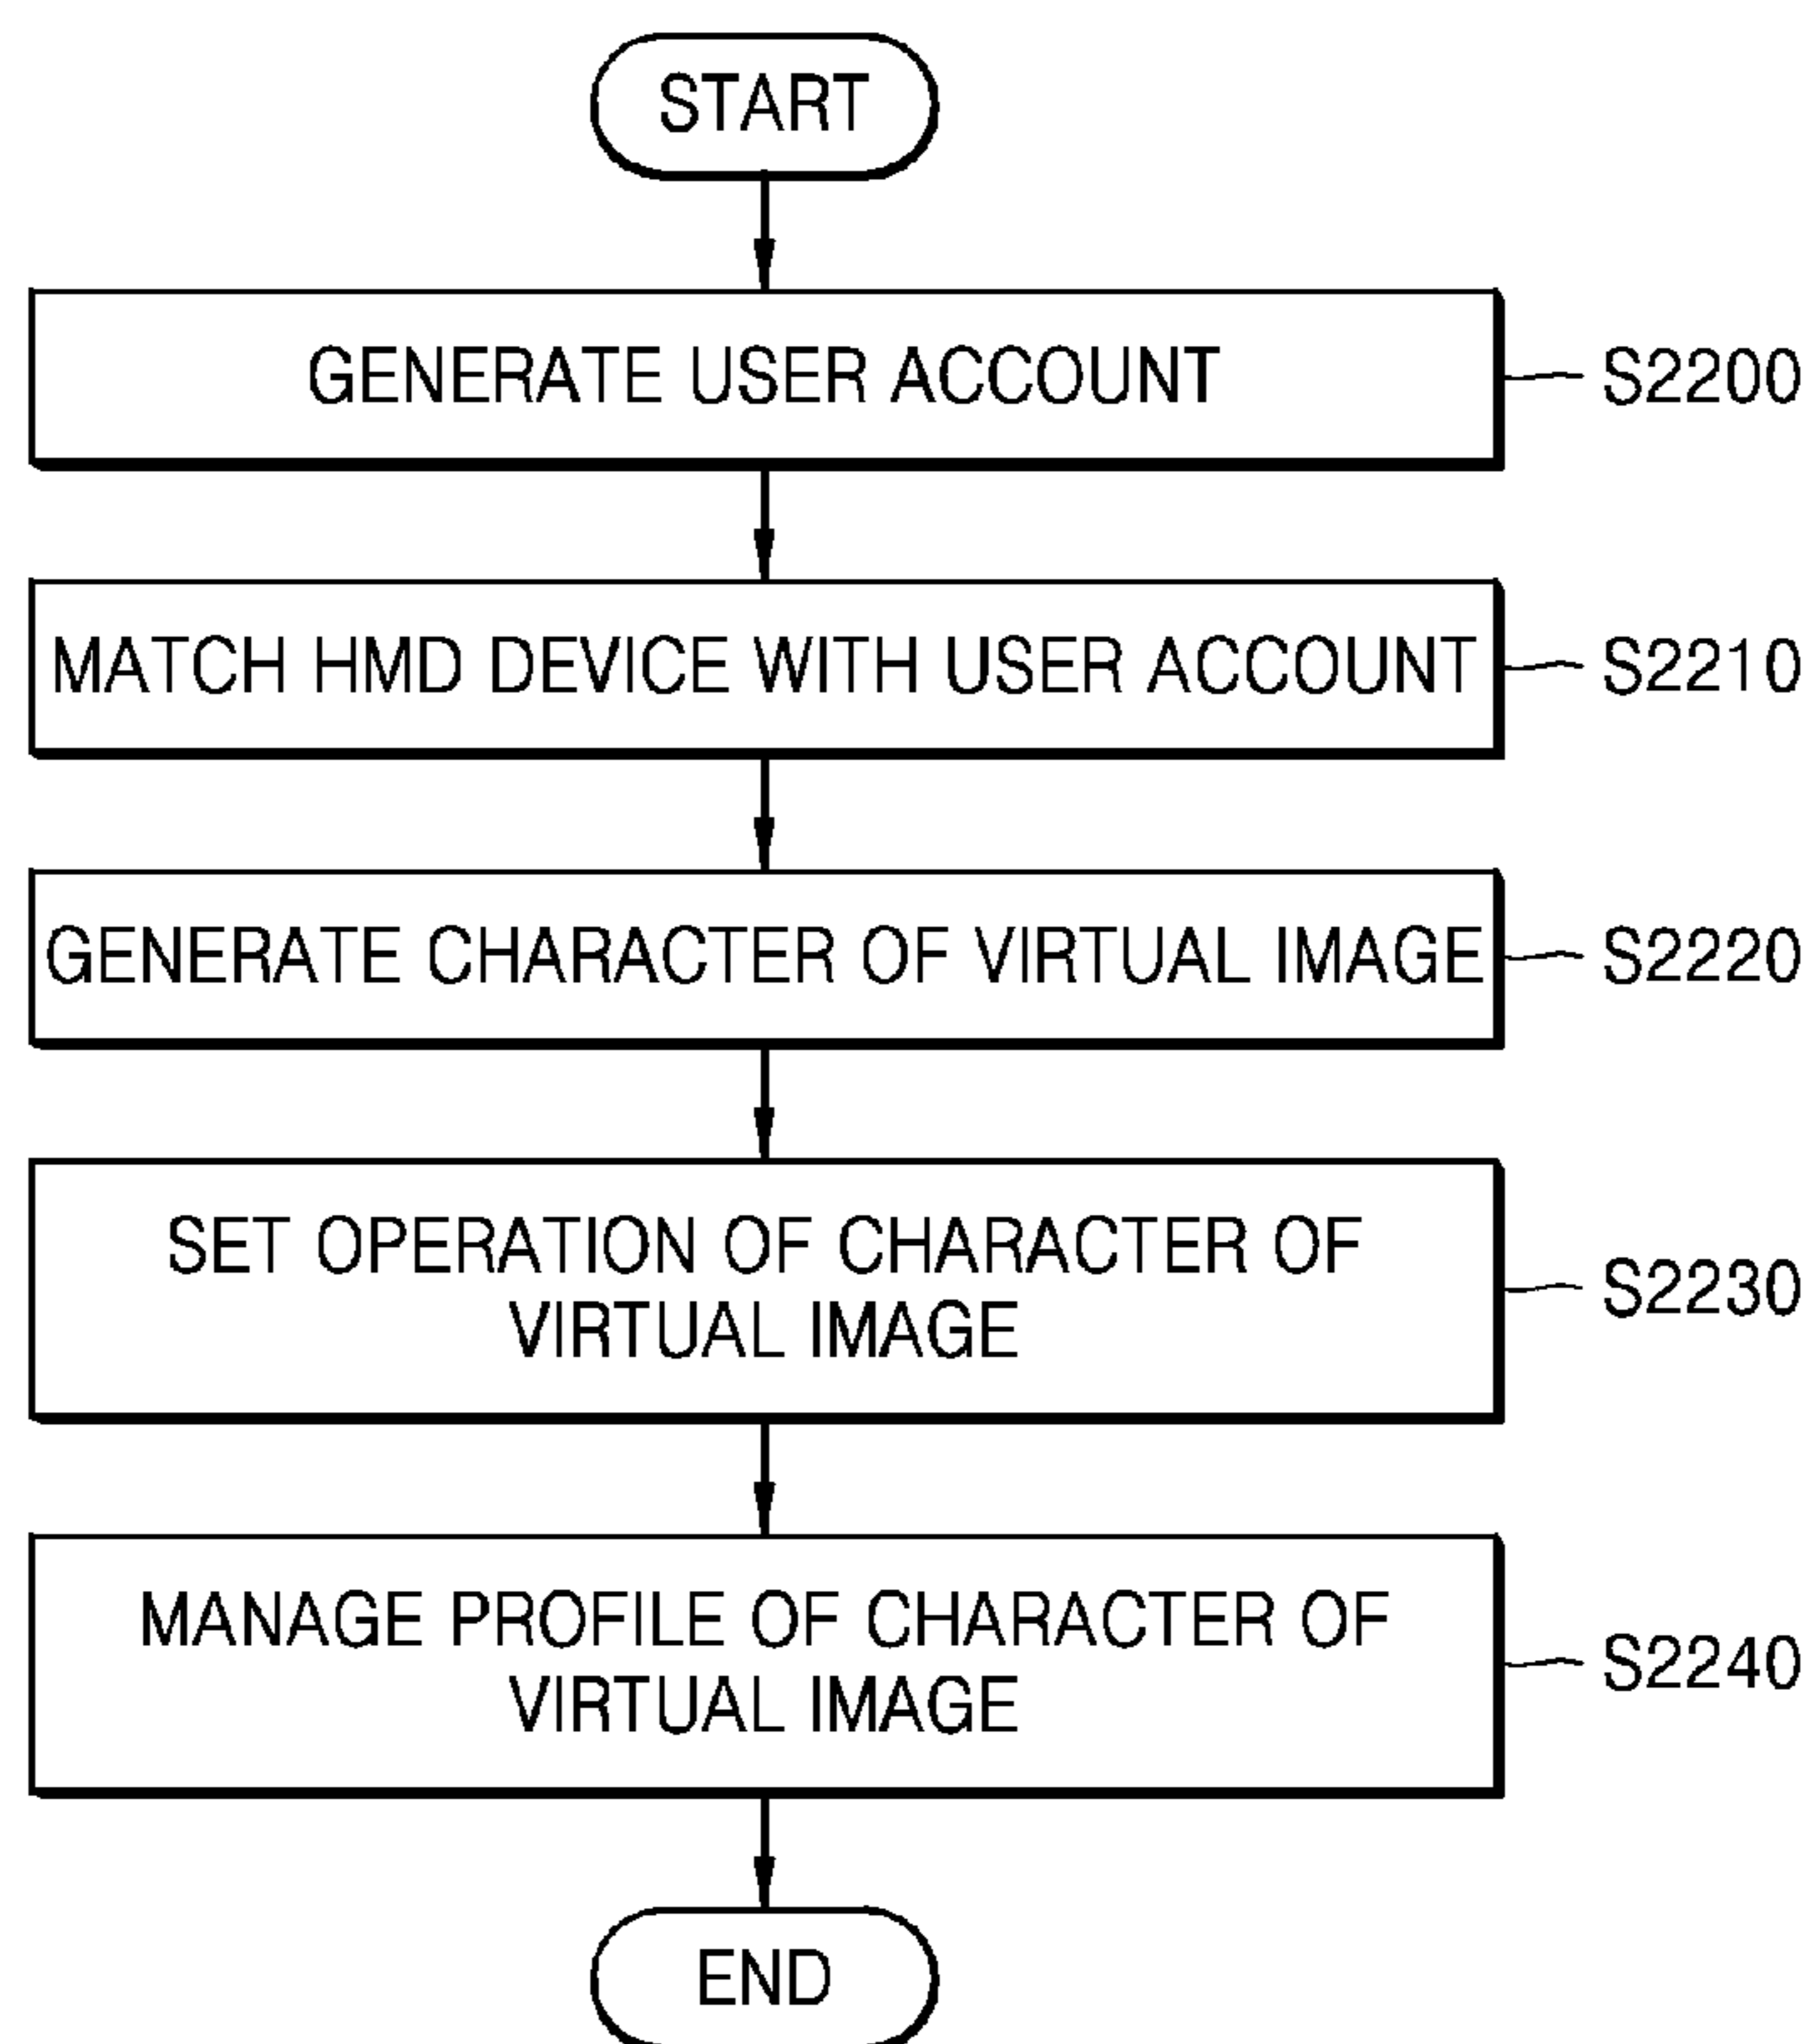 START
GENERATE USER ACCOUNT
S2200
MATCH HMD DEVICE WITH USER ACCOUNT
S2210
GENERATE CHARACTER OF VIRTUAL IMAGE
S2220
SET OPERATION OF CHARACTER OF
VIRTUAL IMAGE
S2230
MANAGE PROFILE OF CHARACTER OF
VIRTUAL IMAGE
S2240
END